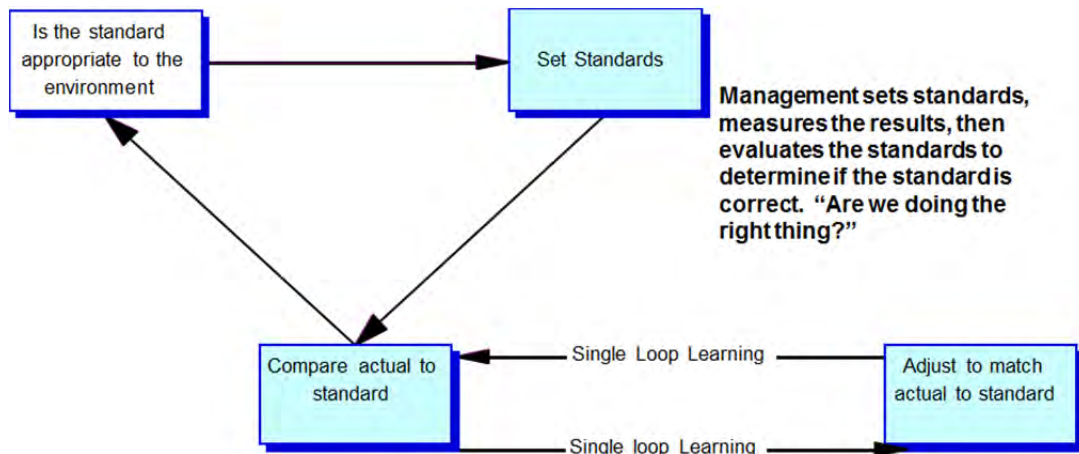 Is the standard
appropriate to the
environment
Set Standards
Management sets standards,
measures the results, then
evaluates the standards to
determine if the standard is
correct. “Are we doing the
right thing?”
Compare actual to
standard
Single Loop Learning
Adjust to match
actual to standard
Single loop Learning